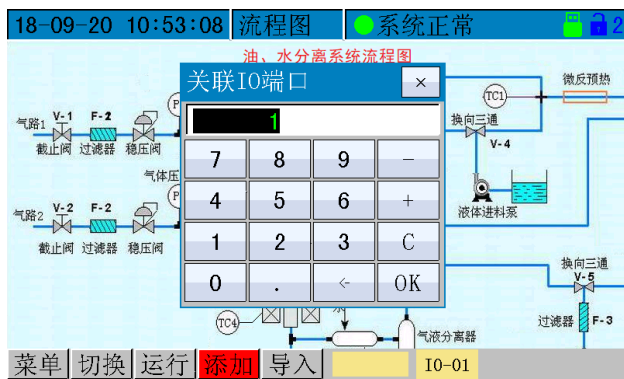 18-09-20 10:53:08 流程图 系统正常 2
油、水分离系统流程图
关联IO端口 ×
1
7 8 9 −
4 5 6 +
1 2 3 C
0 . <- OK
气路1 V-1 F-2 P
截止阀 过滤器 稳压阀
气体压
气路2 V-2 F-2 P
截止阀 过滤器 稳压阀
TC1 微反预热
换向三通
V-4
液体进料泵
换向三通
V-5
过滤器 F-3
TC4
气液分离器
菜单 切换 运行 添加 导入 IO-01